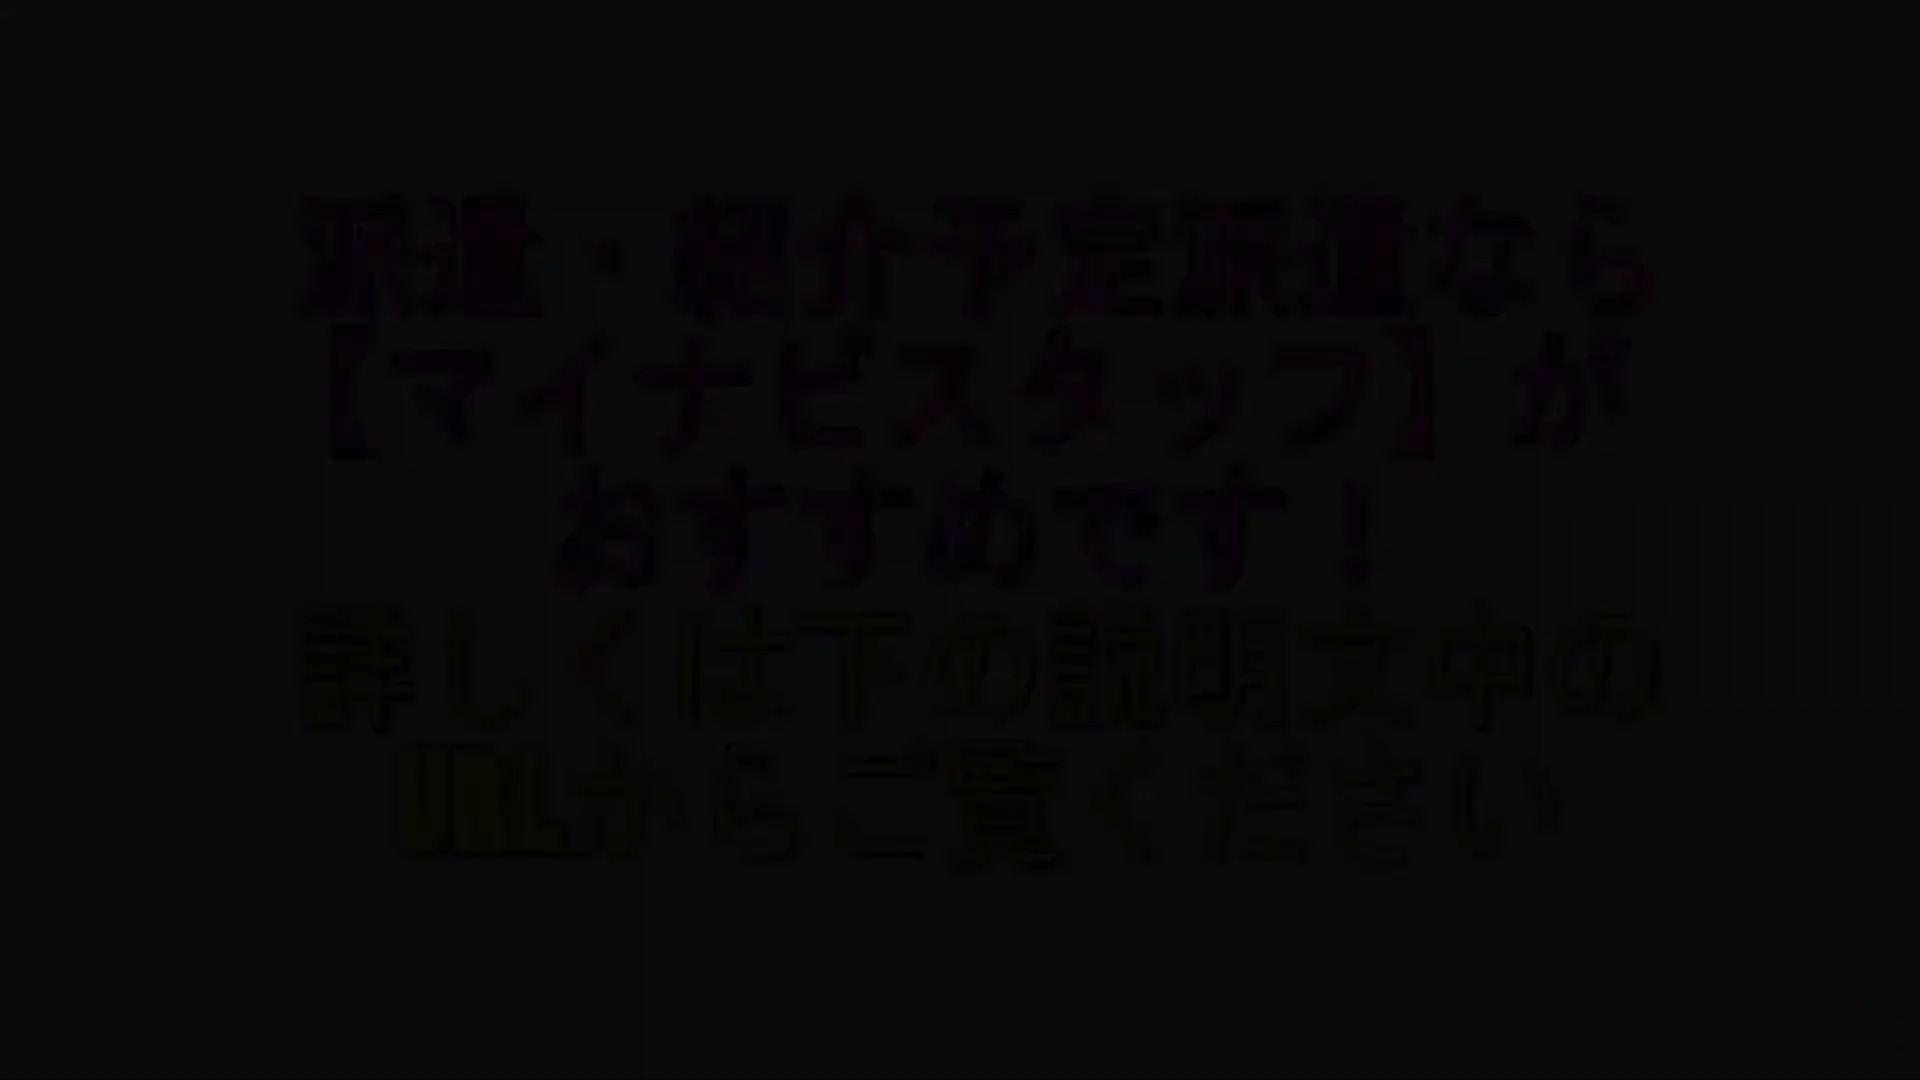 派遣・紹介予定派遣なら
【マイナビスタッフ】が
おすすめです！
詳しくは下の説明文中の
URLからご覧ください